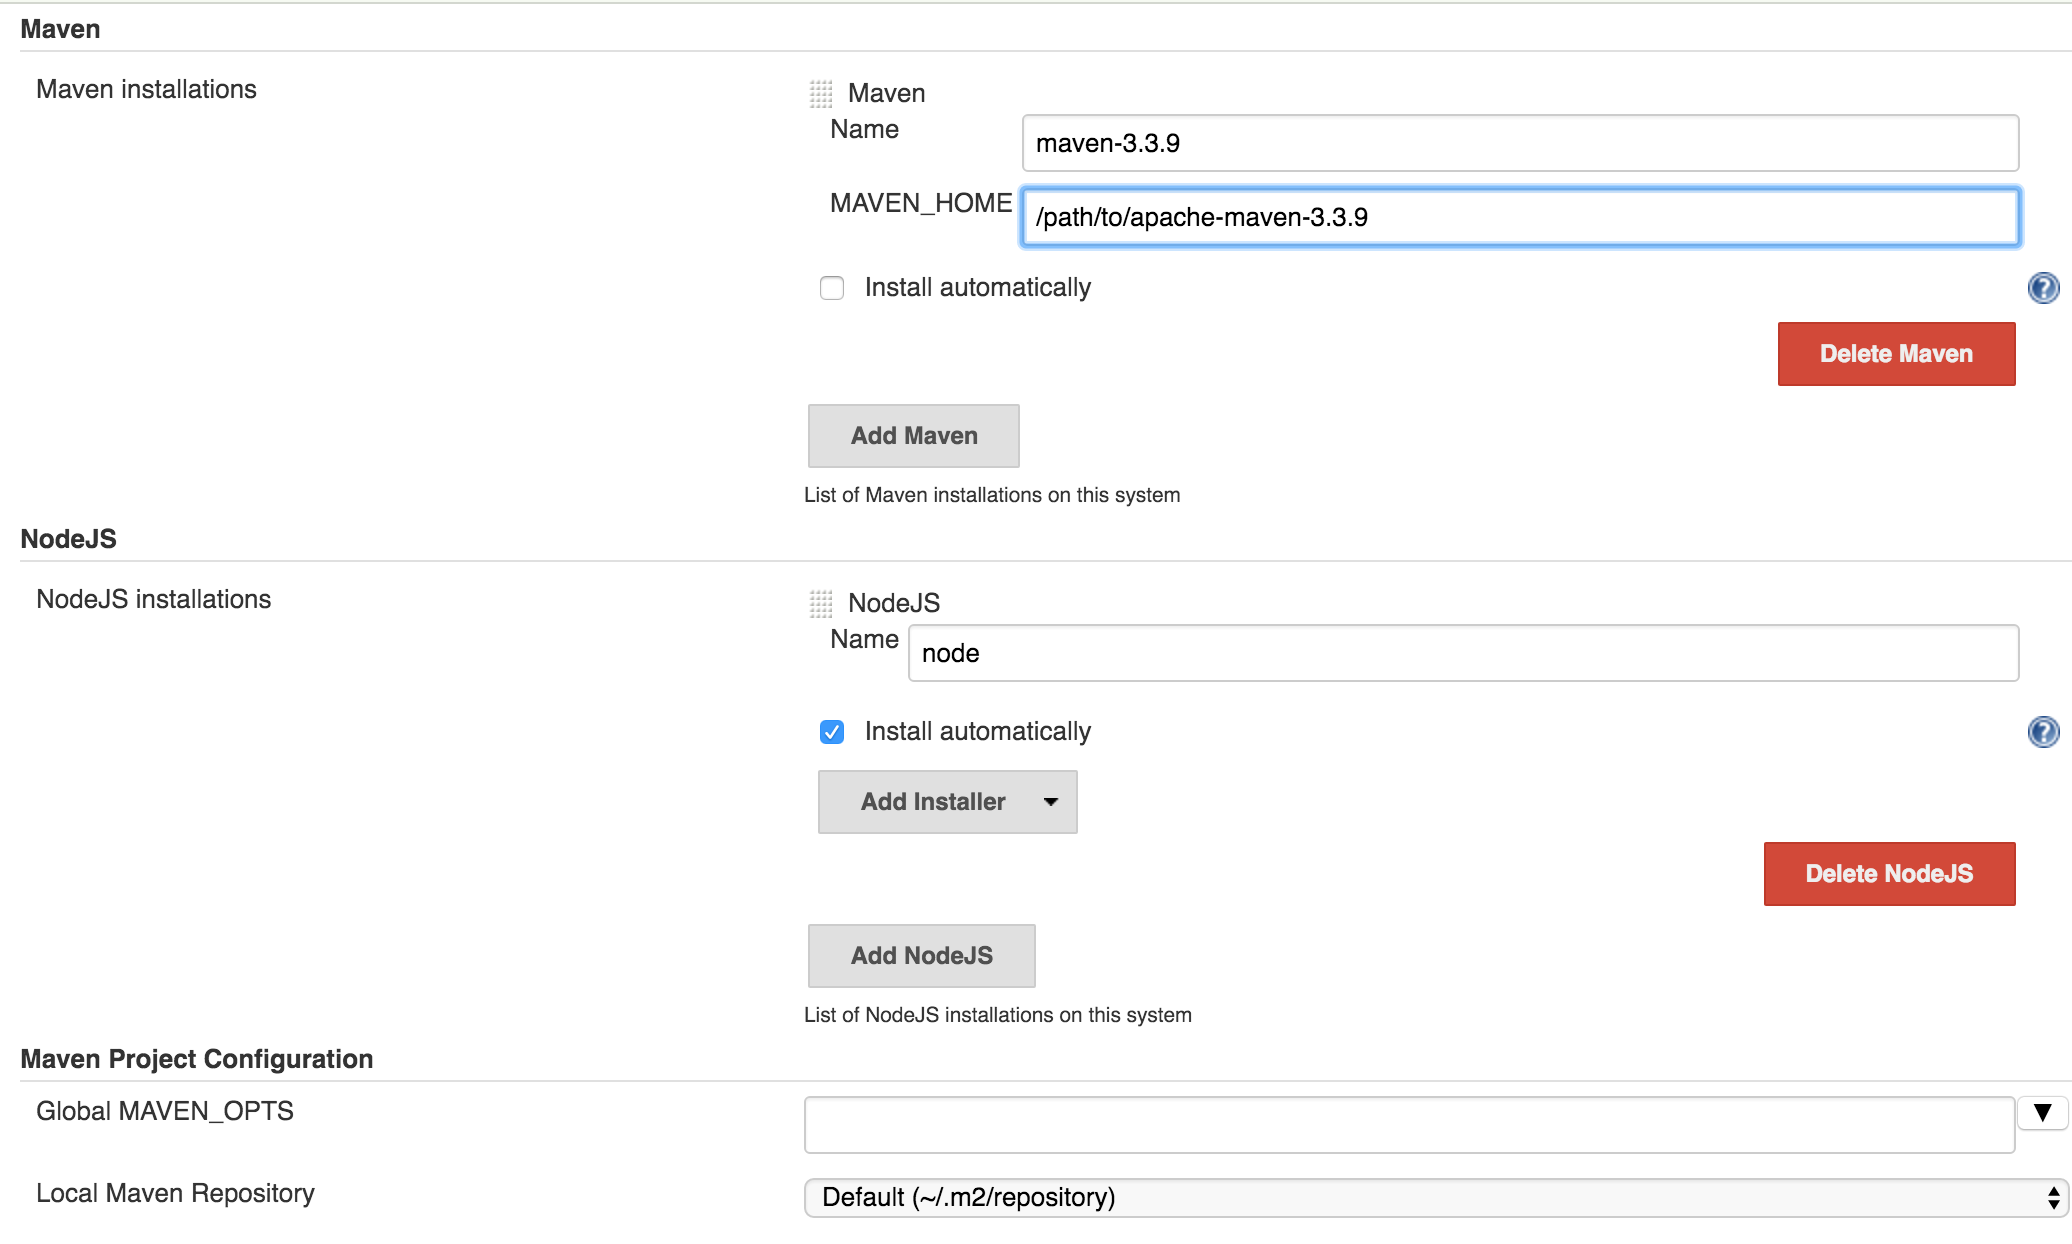 Maven
Maven installations
Maven
Name
maven-3.3.9
MAVEN_HOME
/path/to/apache-maven-3.3.9
Install automatically
?
Delete Maven
Add Maven
List of Maven installations on this system
NodeJS
NodeJS installations
NodeJS
Name
node
Install automatically
?
Add Installer
Delete NodeJS
Add NodeJS
List of NodeJS installations on this system
Maven Project Configuration
Global MAVEN_OPTS
Local Maven Repository
Default (~/.m2/repository)